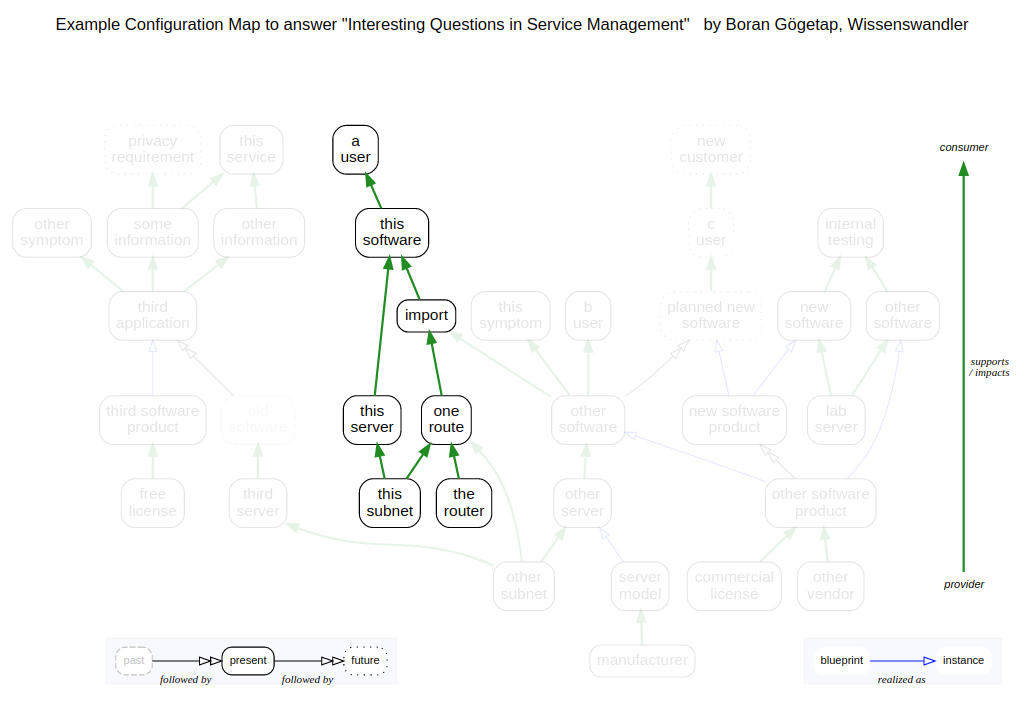 Example Configuration Map to answer "Interesting Questions in Service Management"   by Boran Gögetap, Wissenswandler
privacy
requirement
this
service
a
user
new
customer
consumer
other
symptom
some
information
other
information
this
software
c
user
internal
testing
third
application
import
this
symptom
b
user
planned new
software
new
software
other
software
supports
/ impacts
third software
product
old
software
this
server
one
route
other
software
new software
product
lab
server
free
license
third
server
this
subnet
the
router
other
server
other software
product
other
subnet
server
model
commercial
license
other
vendor
provider
manufacturer
past
present
future
followed by
followed by
blueprint
instance
realized as